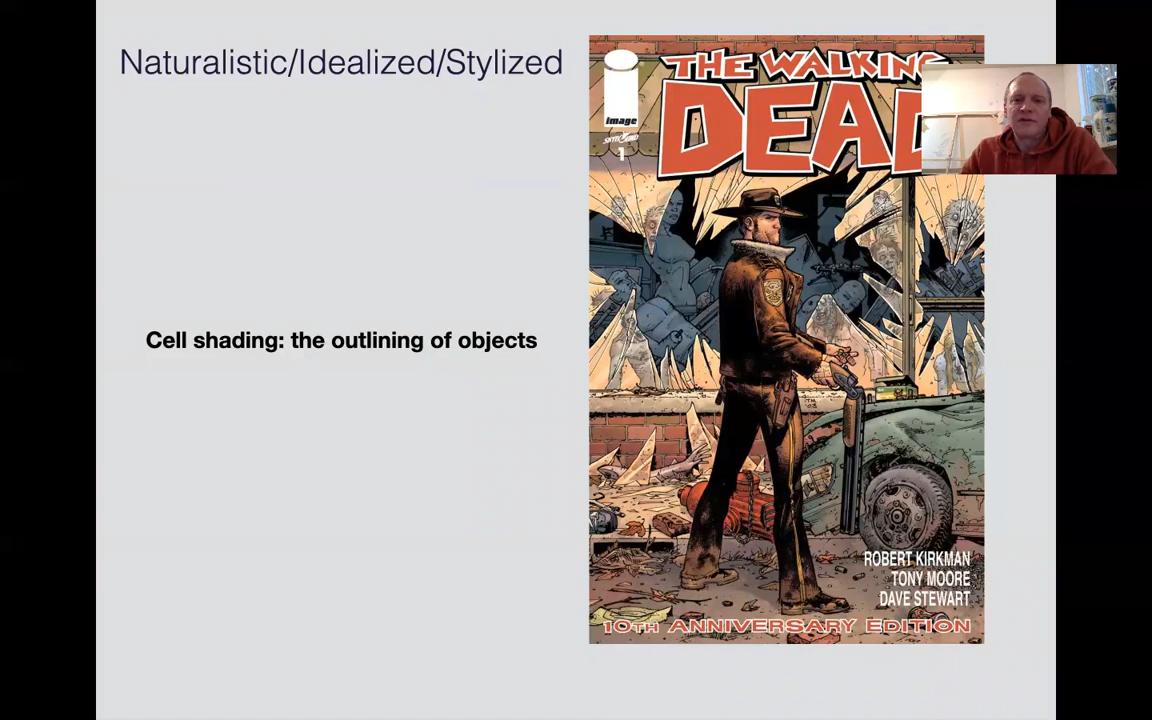 Naturalistic/Idealized/Stylized
Cell shading: the outlining of objects
image
1
THE WALKING
DEAD
ROBERT KIRKMAN
TONY MOORE
DAVE STEWART
10TH ANNIVERSARY EDITION